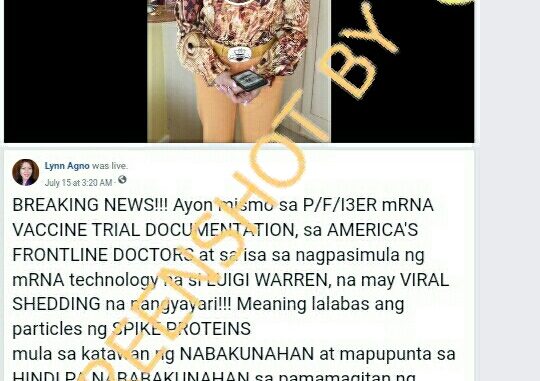 SCREENSHOT BY
Lynn Agno was live.
July 15 at 3:20 AM ·
BREAKING NEWS!!! Ayon mismo sa P/F/I3ER mRNA
VACCINE TRIAL DOCUMENTATION, sa AMERICA'S
FRONTLINE DOCTORS at sa isa sa nagpasimula ng
mRNA technology na si LUIGI WARREN, na may VIRAL
SHEDDING na nangyayari!!! Meaning lalabas ang
particles ng SPIKE PROTEINS
mula sa katawan ng NABAKUNAHAN at mapupunta sa
HINDI PA NABABAKUNAHAN sa pamamagitan ng